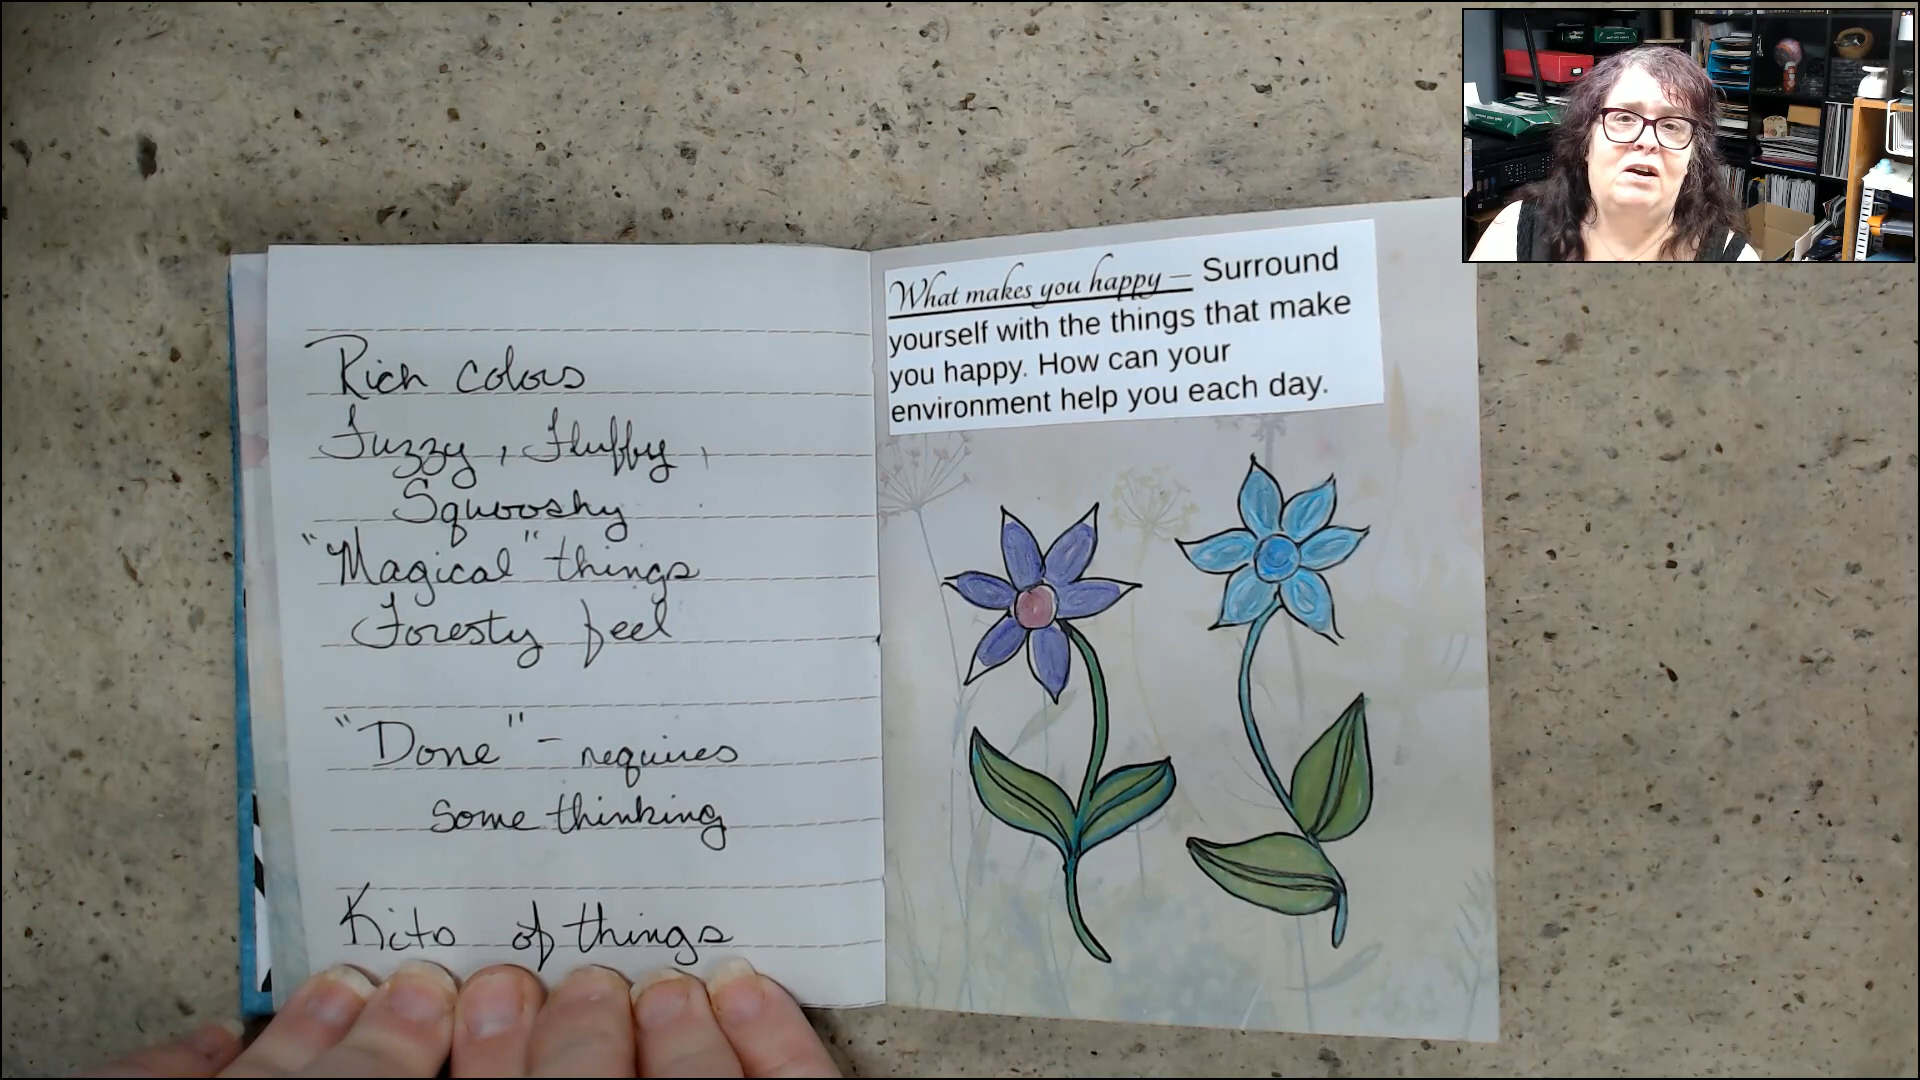 Rich colors
Fuzzy, Fluffy,
Squooshy
"Magical" things
Foresty feel
"Done" - requires
some thinking
Kits of things
What makes you happy — Surround
yourself with the things that make
you happy. How can your
environment help you each day.